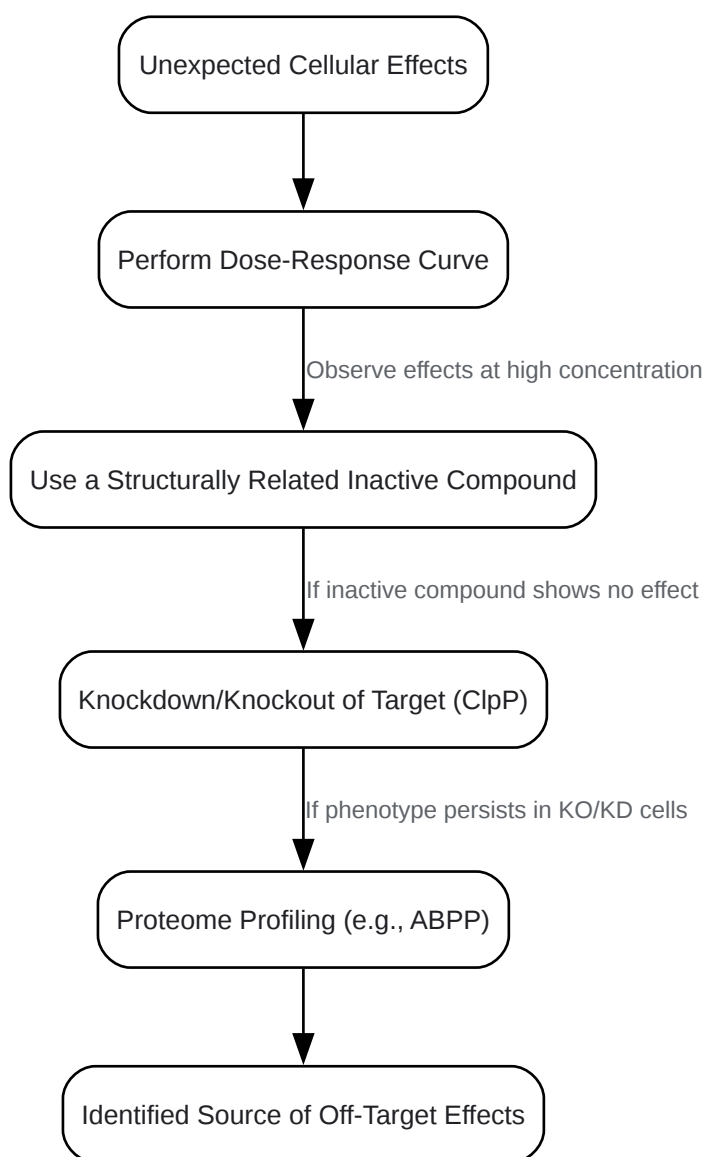 Unexpected Cellular Effects
Perform Dose-Response Curve
Observe effects at high concentration
Use a Structurally Related Inactive Compound
If inactive compound shows no effect
Knockdown/Knockout of Target (ClpP)
If phenotype persists in KO/KD cells
Proteome Profiling (e.g., ABPP)
Identified Source of Off-Target Effects